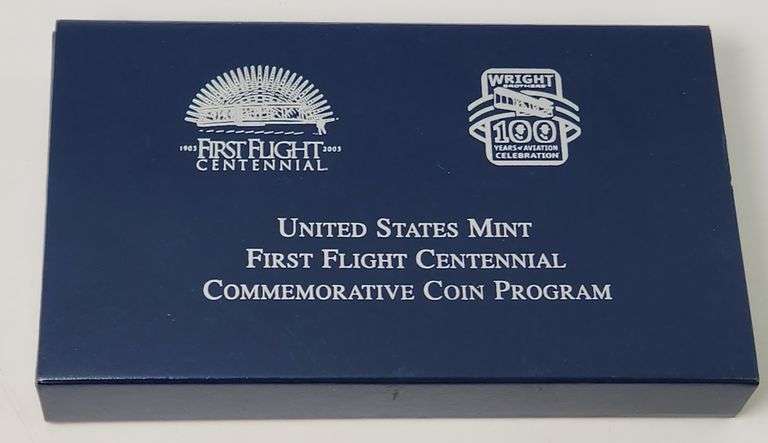 1903 FIRST FLIGHT 2003
CENTENNIAL
WRIGHT
BROTHERS
100
YEARS of AVIATION
CELEBRATION
UNITED STATES MINT
FIRST FLIGHT CENTENNIAL
COMMEMORATIVE COIN PROGRAM